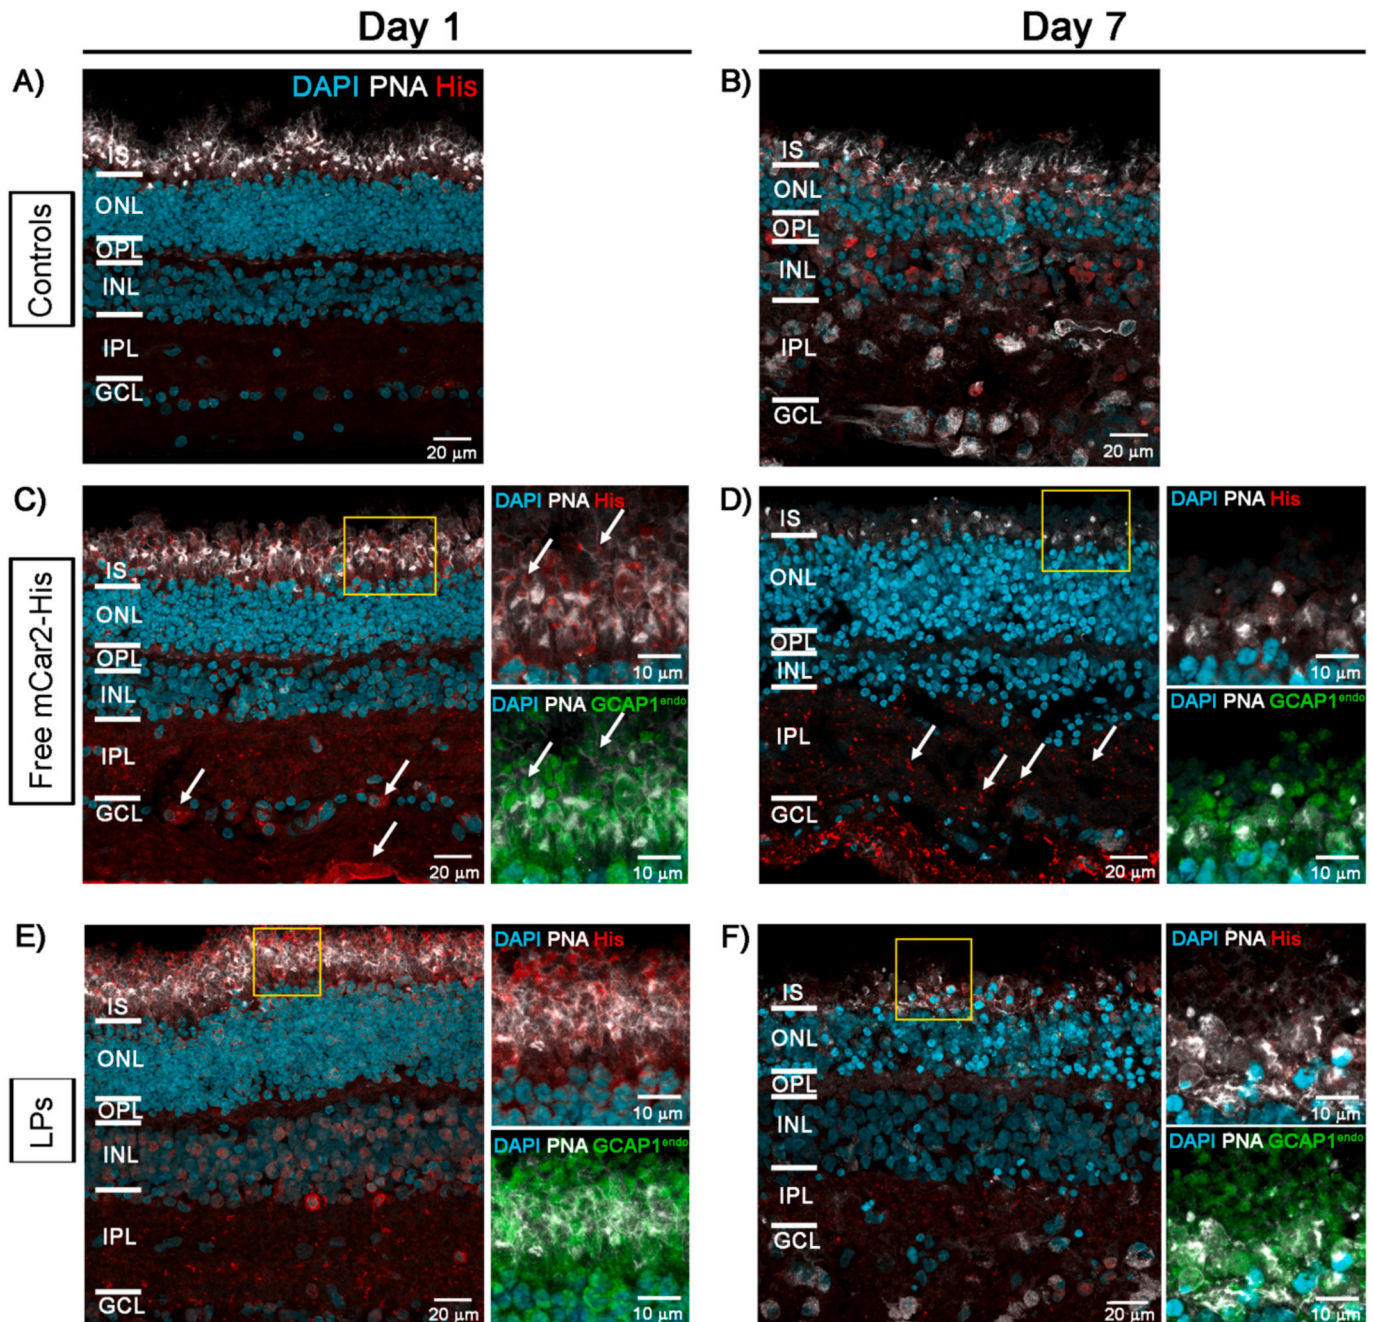 Day 1
Day 7
Controls
A)
DAPI PNA His
IS
ONL
OPL
INL
IPL
GCL
20 μm
B)
IS
ONL
OPL
INL
IPL
GCL
20 μm
Free mCar2-His
C)
IS
ONL
OPL
INL
IPL
GCL
20 μm
DAPI PNA His
10 μm
DAPI PNA GCAP1endo
10 μm
D)
IS
ONL
OPL
INL
IPL
GCL
20 μm
DAPI PNA His
10 μm
DAPI PNA GCAP1endo
10 μm
LPs
E)
IS
ONL
OPL
INL
IPL
GCL
20 μm
DAPI PNA His
10 μm
DAPI PNA GCAP1endo
10 μm
F)
IS
ONL
OPL
INL
IPL
GCL
20 μm
DAPI PNA His
10 μm
DAPI PNA GCAP1endo
10 μm